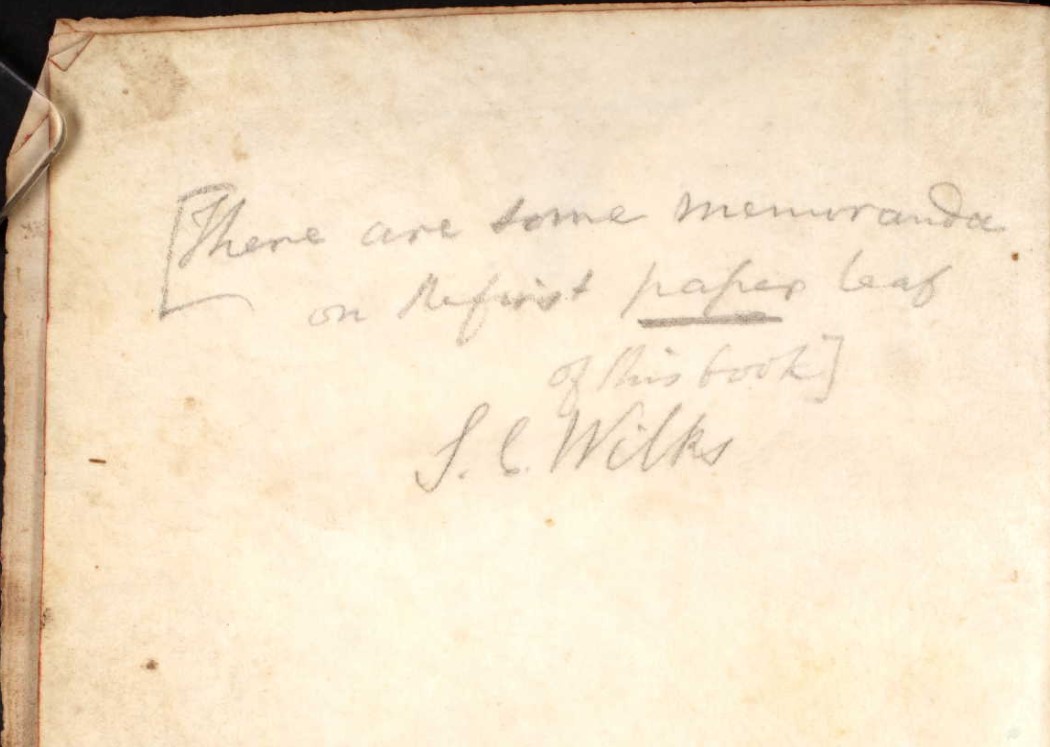 [There are some memoranda
on the first paper leaf
of this book]
S. C. Wilks